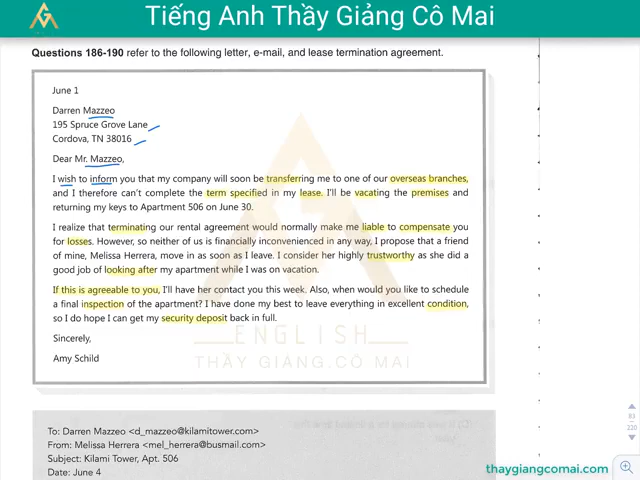 Tiếng Anh Thầy Giảng Cô Mai
Questions 186-190 refer to the following letter, e-mail, and lease termination agreement.
June 1
Darren Mazzeo
195 Spruce Grove Lane
Cordova, TN 38016
Dear Mr. Mazzeo,
I wish to inform you that my company will soon be transferring me to one of our overseas branches,
and I therefore can't complete the term specified in my lease. I'll be vacating the premises and
returning my keys to Apartment 506 on June 30.
I realize that terminating our rental agreement would normally make me liable to compensate you
for losses. However, so neither of us is financially inconvenienced in any way, I propose that a friend
of mine, Melissa Herrera, move in as soon as I leave. I consider her highly trustworthy as she did a
good job of looking after my apartment while I was on vacation.
If this is agreeable to you, I'll have her contact you this week. Also, when would you like to schedule
a final inspection of the apartment? I have done my best to leave everything in excellent condition,
so I do hope I can get my security deposit back in full.
Sincerely,
Amy Schild
ENGLISH
THẦY GIẢNG.CÔ MAI
To: Darren Mazzeo <d_mazzeo@kilamitower.com>
From: Melissa Herrera <mel_herrera@busmail.com>
Subject: Kilami Tower, Apt. 506
Date: June 4
83
220
thaygiangcomai.com